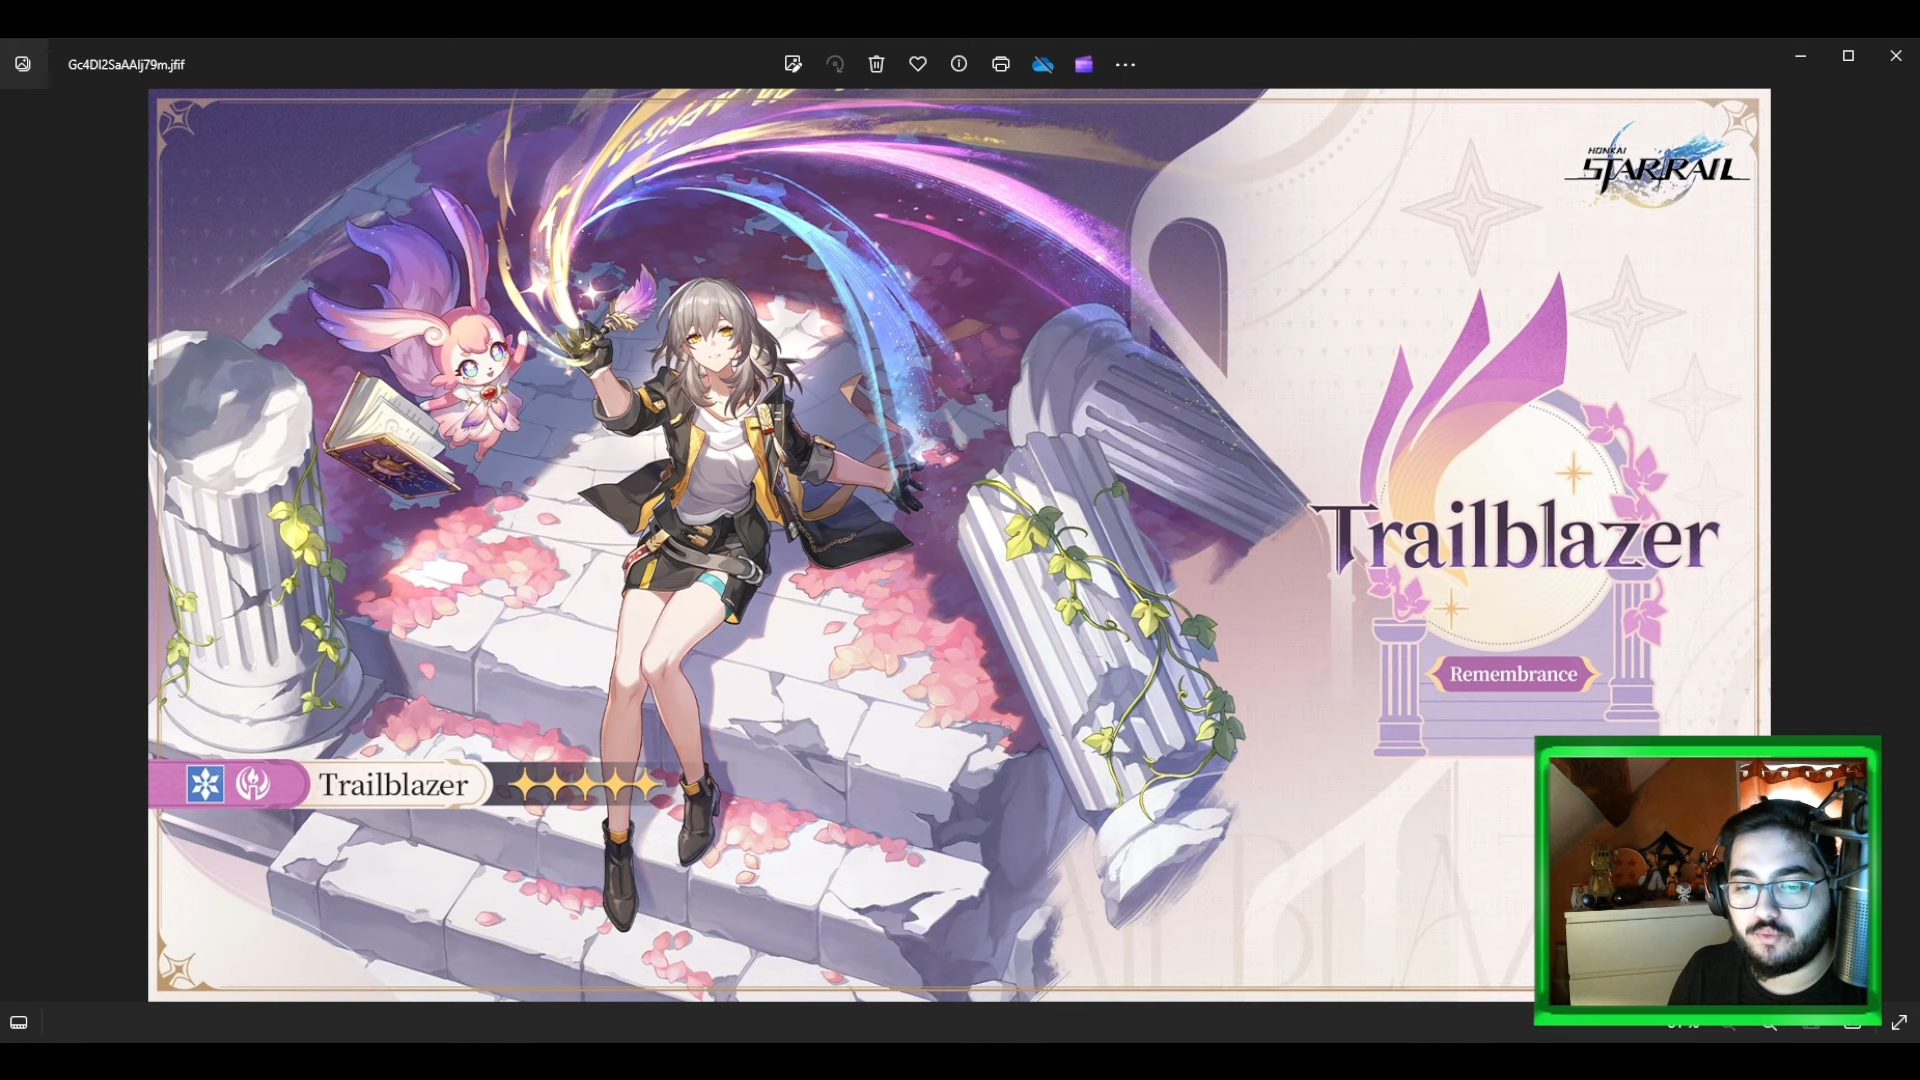 Gc4DI2SaAAIj79m.jfif
HONKAI
STAR RAIL
Trailblazer
Remembrance
Trailblazer